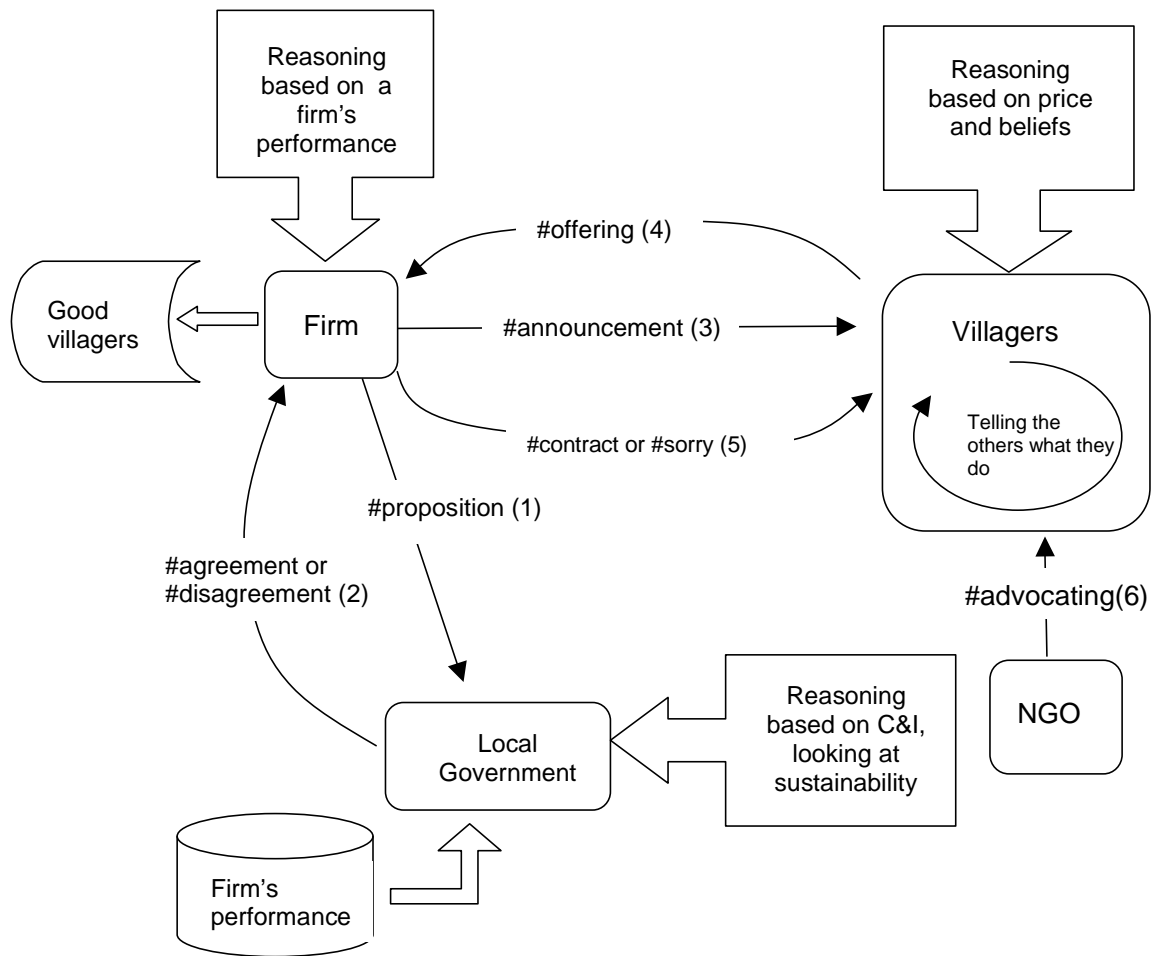 Reasoning
based on a
firm's
performance
Reasoning
based on price
and beliefs
#offering (4)
Good
villagers
Firm
#announcement (3)
Villagers
Telling the
others what they
do
#contract or #sorry (5)
#proposition (1)
#agreement or
#disagreement (2)
#advocating(6)
NGO
Reasoning
based on C&I,
looking at
sustainability
Local
Government
Firm's
performance